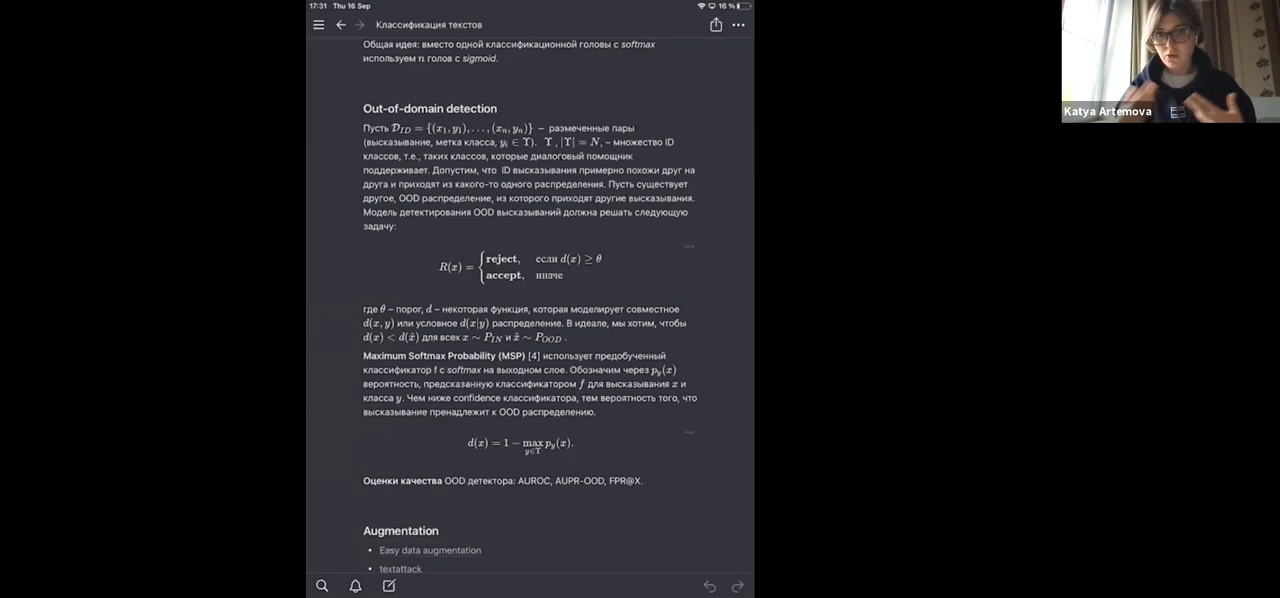 17:31 Thu 16 Sep
16 %
Классификация текстов
Общая идея: вместо одной классификационной головы с softmax
используем n голов с sigmoid.
Out-of-domain detection
Пусть 𝒟_ID = {(x₁, y₁), . . . , (xₙ, yₙ)} – размеченные пары
(высказывание, метка класса, yᵢ ∈ ϒ). ϒ , |ϒ| = N, – множество ID
классов, т.е., таких классов, которые диалоговый помощник
поддерживает. Допустим, что ID высказывания примерно похожи друг на
друга и приходят из какого-то одного распределения. Пусть существует
другое, OOD распределение, из которого приходят другие высказывания.
Модель детектирования OOD высказываний должна решать следующую
задачу:
R(x) = { reject, если d(x) ≥ θ
accept, иначе
где θ – порог, d – некоторая функция, которая моделирует совместное
d(x, y) или условное d(x|y) распределение. В идеале, мы хотим, чтобы
d(x) < d(x̂) для всех x ∼ P_IN и x̂ ∼ P_OOD .
Maximum Softmax Probability (MSP) [4] использует предобученный
классификатор f с softmax на выходном слое. Обозначим через p_y(x)
вероятность, предсказанную классификатором f для высказывания x и
класса y. Чем ниже confidence классификатора, тем вероятность того, что
высказывание пренадлежит к OOD распределению.
d(x) = 1 − max_{y∈ϒ} p_y(x).
Оценки качества OOD детектора: AUROC, AUPR-OOD, FPR@X.
Augmentation
• Easy data augmentation
• textattack
Katya Artemova